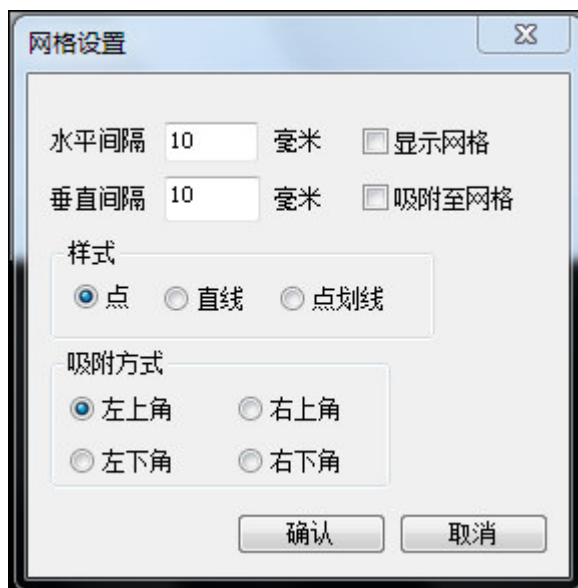 网格设置
水平间隔 10 毫米 显示网格
垂直间隔 10 毫米 吸附至网格
样式
点 直线 点划线
吸附方式
左上角 右上角
左下角 右下角
确认 取消